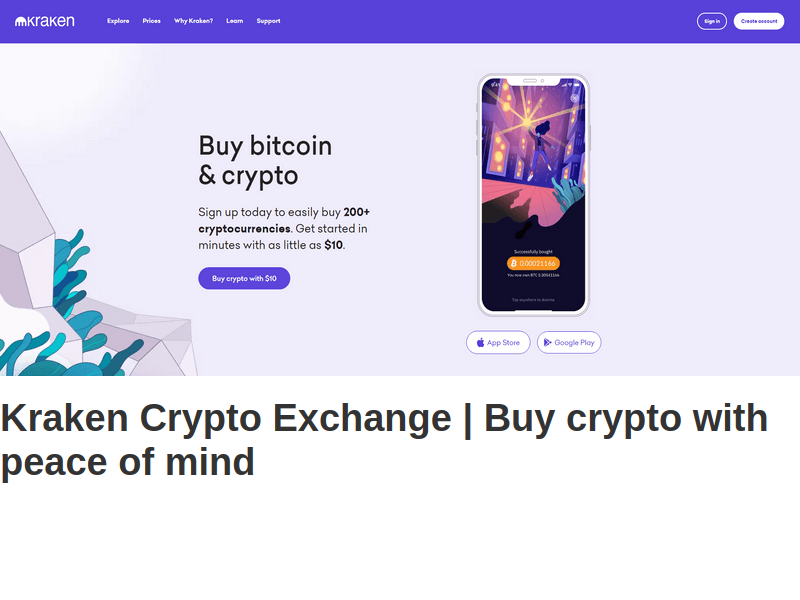 kraken
Explore Prices Why Kraken? Learn Support
Sign in Create account
Buy bitcoin
& crypto
Sign up today to easily buy 200+
cryptocurrencies. Get started in
minutes with as little as $10.
Buy crypto with $10
9:41
Successfully bought
0.00021166
You now own BTC
Tap anywhere to dismiss
App Store
Google Play
Kraken Crypto Exchange | Buy crypto with
peace of mind